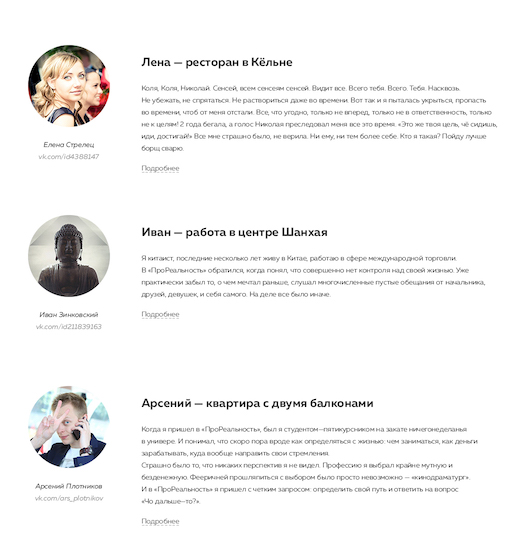 Лена — ресторан в Кёльне
Коля, Коля, Николай. Сенсей, всем сенсеям сенсей. Видит все. Всего тебя. Всего. Тебя. Насквозь.
Не убежать, не спрятаться. Не раствориться даже во времени. Вот так и я пыталась укрыться, пропасть
во времени, чтоб от меня отстали. Все, что угодно, только не вперед, только не в ответственность, только
не к целям! 2 года бегала, а голос Николая преследовал меня все это время. «Это же твоя цель, чё сидишь,
иди, достигай!» Все мне страшно было, не верила. Ни ему, ни тем более себе. Кто я такая? Пойду лучше
борщ сварю.
Подробнее
Елена Стрелец
vk.com/id4388147
Иван — работа в центре Шанхая
Я китаист, последние несколько лет живу в Китае, работаю в сфере международной торговли.
В «ПроРеальность» обратился, когда понял, что совершенно нет контроля над своей жизнью. Уже
практически забыл то, о чем мечтал раньше, слушал многочисленные пустые обещания от начальника,
друзей, девушек, и себя самого. На деле все было иначе.
Подробнее
Иван Зинковский
vk.com/id211839163
Арсений — квартира с двумя балконами
Когда я пришел в «ПроРеальность», был я студентом—пятикурсником на закате ничегонеделанья
в универе. И понимал, что скоро пора вроде как определяться с жизнью: чем заниматься, как деньги
зарабатывать, куда вообще направить свои стремления.
Страшно было то, что никаких перспектив я не видел. Профессию я выбрал крайне мутную и
безденежную. Фееричней прошляпиться с выбором было просто невозможно — «кинодраматург».
И в «ПроРеальность» я пришел с четким запросом: определить свой путь и ответить на вопрос
«Чо дальше—то?».
Подробнее
Арсений Плотников
vk.com/ars_plotnikov